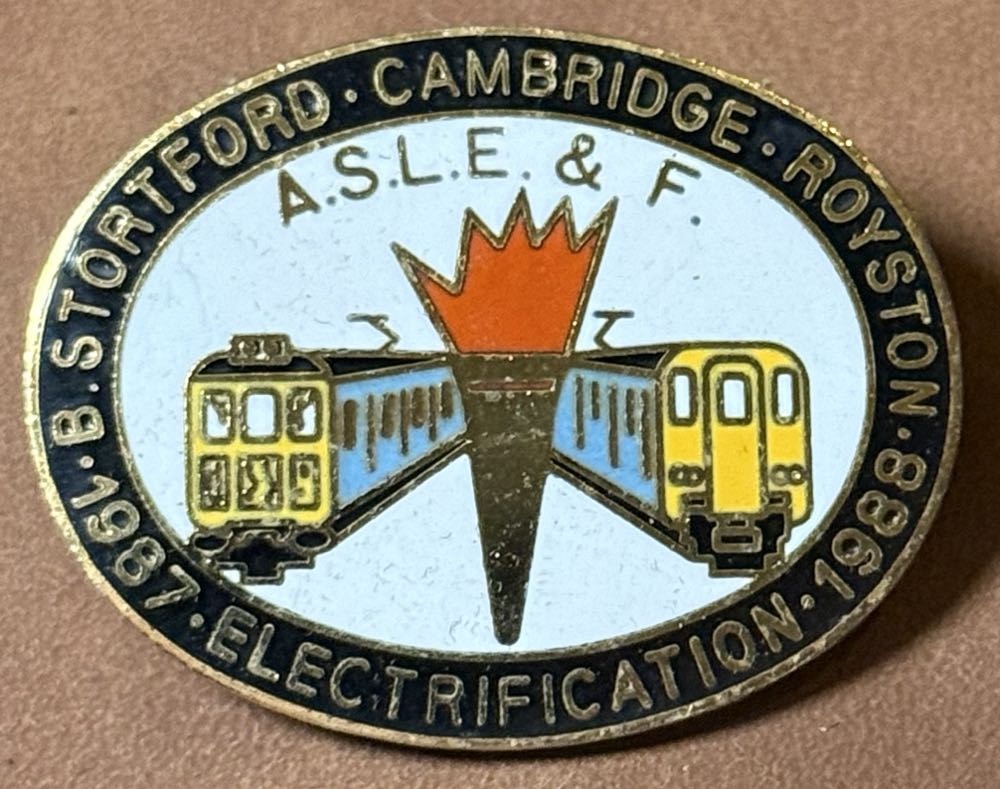 B.STORTFORD · CAMBRIDGE · ROYSTON
A.S.L.E. & F.
1987 · ELECTRIFICATION · 1988